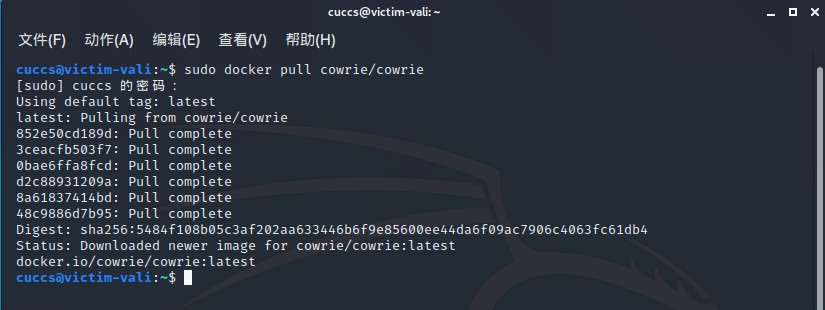 cuccs@victim-vali: ~
文件(F) 动作(A) 编辑(E) 查看(V) 帮助(H)
cuccs@victim-vali:~$ sudo docker pull cowrie/cowrie
[sudo] cuccs 的密码：
Using default tag: latest
latest: Pulling from cowrie/cowrie
852e50cd189d: Pull complete
3ceacfb503f7: Pull complete
0bae6ffa8fcd: Pull complete
d2c88931209a: Pull complete
8a61837414bd: Pull complete
48c9886d7b95: Pull complete
Digest: sha256:5484f108b05c3af202aa633446b6f9e85600ee44da6f09ac7906c4063fc61db4
Status: Downloaded newer image for cowrie/cowrie:latest
docker.io/cowrie/cowrie:latest
cuccs@victim-vali:~$